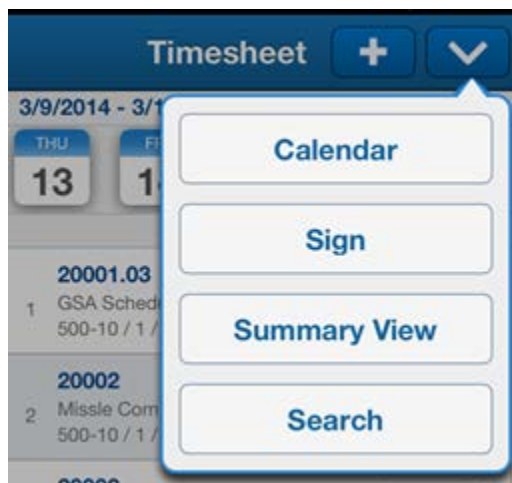 Timesheet
3/9/2014 - 3/1
THU
13
Calendar
Sign
20001.03
1
GSA Sched
500-10 / 1 /
Summary View
20002
2
Missle Com
500-10 / 1 /
Search